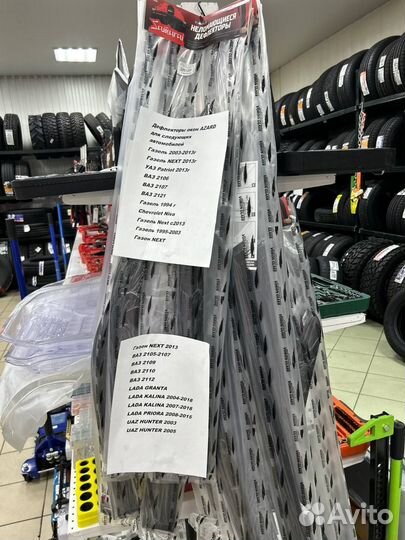 НЕЛОМАЮЩИЕСЯ
ДЕФЛЕКТОРЫ
Дефлекторы окон AZARD
для следующих
автомобилей
Газель 2003-2013г
Газель NEXT 2013г
УАЗ Patriot 2013г
ВАЗ 2106
ВАЗ 2107
ВАЗ 2121
Газель 1994 г
Chevrolet Niva
Газель Next с2013
Газель 1995-2003
Газон NEXT
Газон NEXT 2013
ВАЗ 2105-2107
ВАЗ 2109
ВАЗ 2110
ВАЗ 2112
LADA GRANTA
LADA KALINA 2004-2018
LADA KALINA 2007-2018
LADA PRIORA 2008-2015
UAZ HUNTER 2003
UAZ HUNTER 2005
Avito